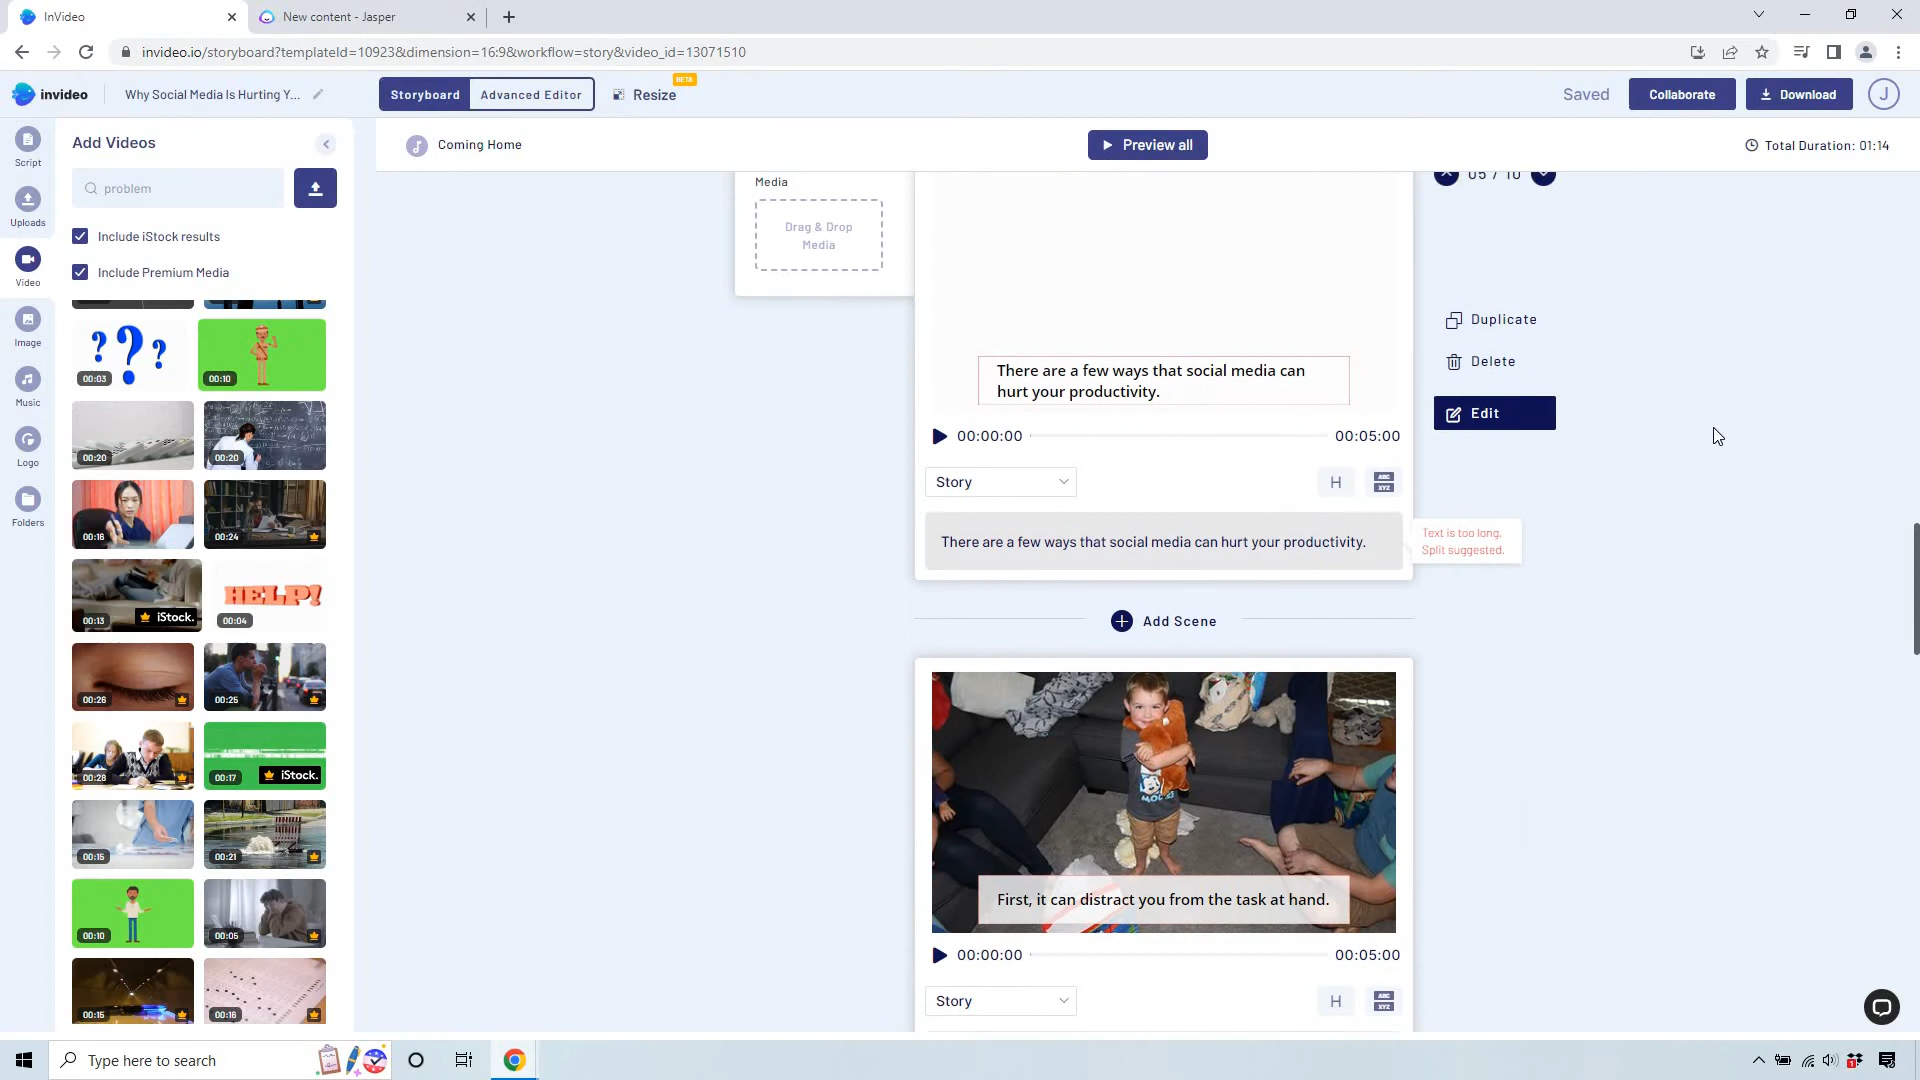 InVideo
New content - Jasper
invideo.io/storyboard?templateId=10923&dimension=16:9&workflow=story&video_id=13071510
invideo
Why Social Media Is Hurting Y...
Storyboard
Advanced Editor
Resize
BETA
Saved
Collaborate
Download
J
Script
Uploads
Video
Image
Music
Logo
Folders
Add Videos
problem
Include iStock results
Include Premium Media
00:03
00:10
00:20
00:20
00:16
00:24
00:13
iStock.
HELP!
00:04
00:26
00:25
00:28
00:17
iStock.
00:15
00:21
00:10
00:05
00:15
00:16
Coming Home
Preview all
Total Duration: 01:14
Media
Drag & Drop
Media
05 / 10
There are a few ways that social media can
hurt your productivity.
00:00:00
00:05:00
Story
H
ABC
XYZ
There are a few ways that social media can hurt your productivity.
Text is too long.
Split suggested.
Duplicate
Delete
Edit
Add Scene
First, it can distract you from the task at hand.
00:00:00
00:05:00
Story
H
ABC
XYZ
Type here to search
1